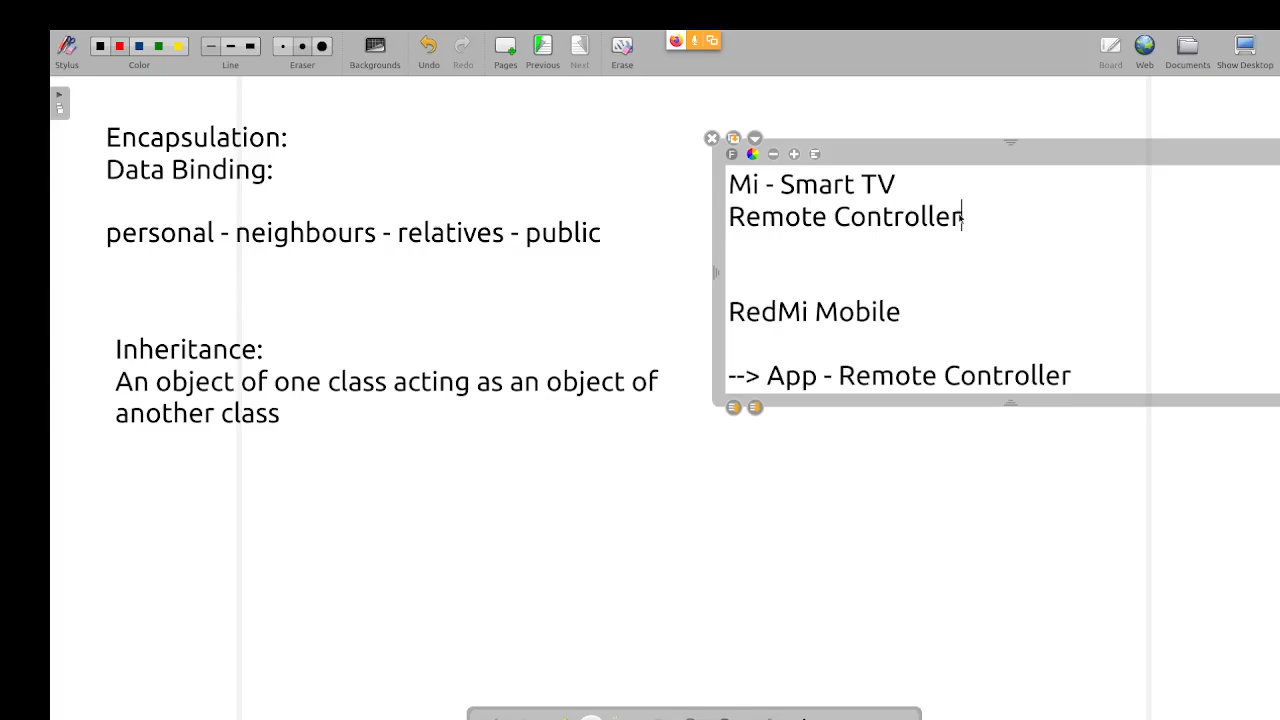 Stylus
Color
Line
Eraser
Backgrounds
Undo
Redo
Pages
Previous
Next
Erase
Board
Web
Documents
Show Desktop
Encapsulation:
Data Binding:
personal - neighbours - relatives - public
Inheritance:
An object of one class acting as an object of
another class
F
Mi - Smart TV
Remote Controller
RedMi Mobile
--> App - Remote Controller